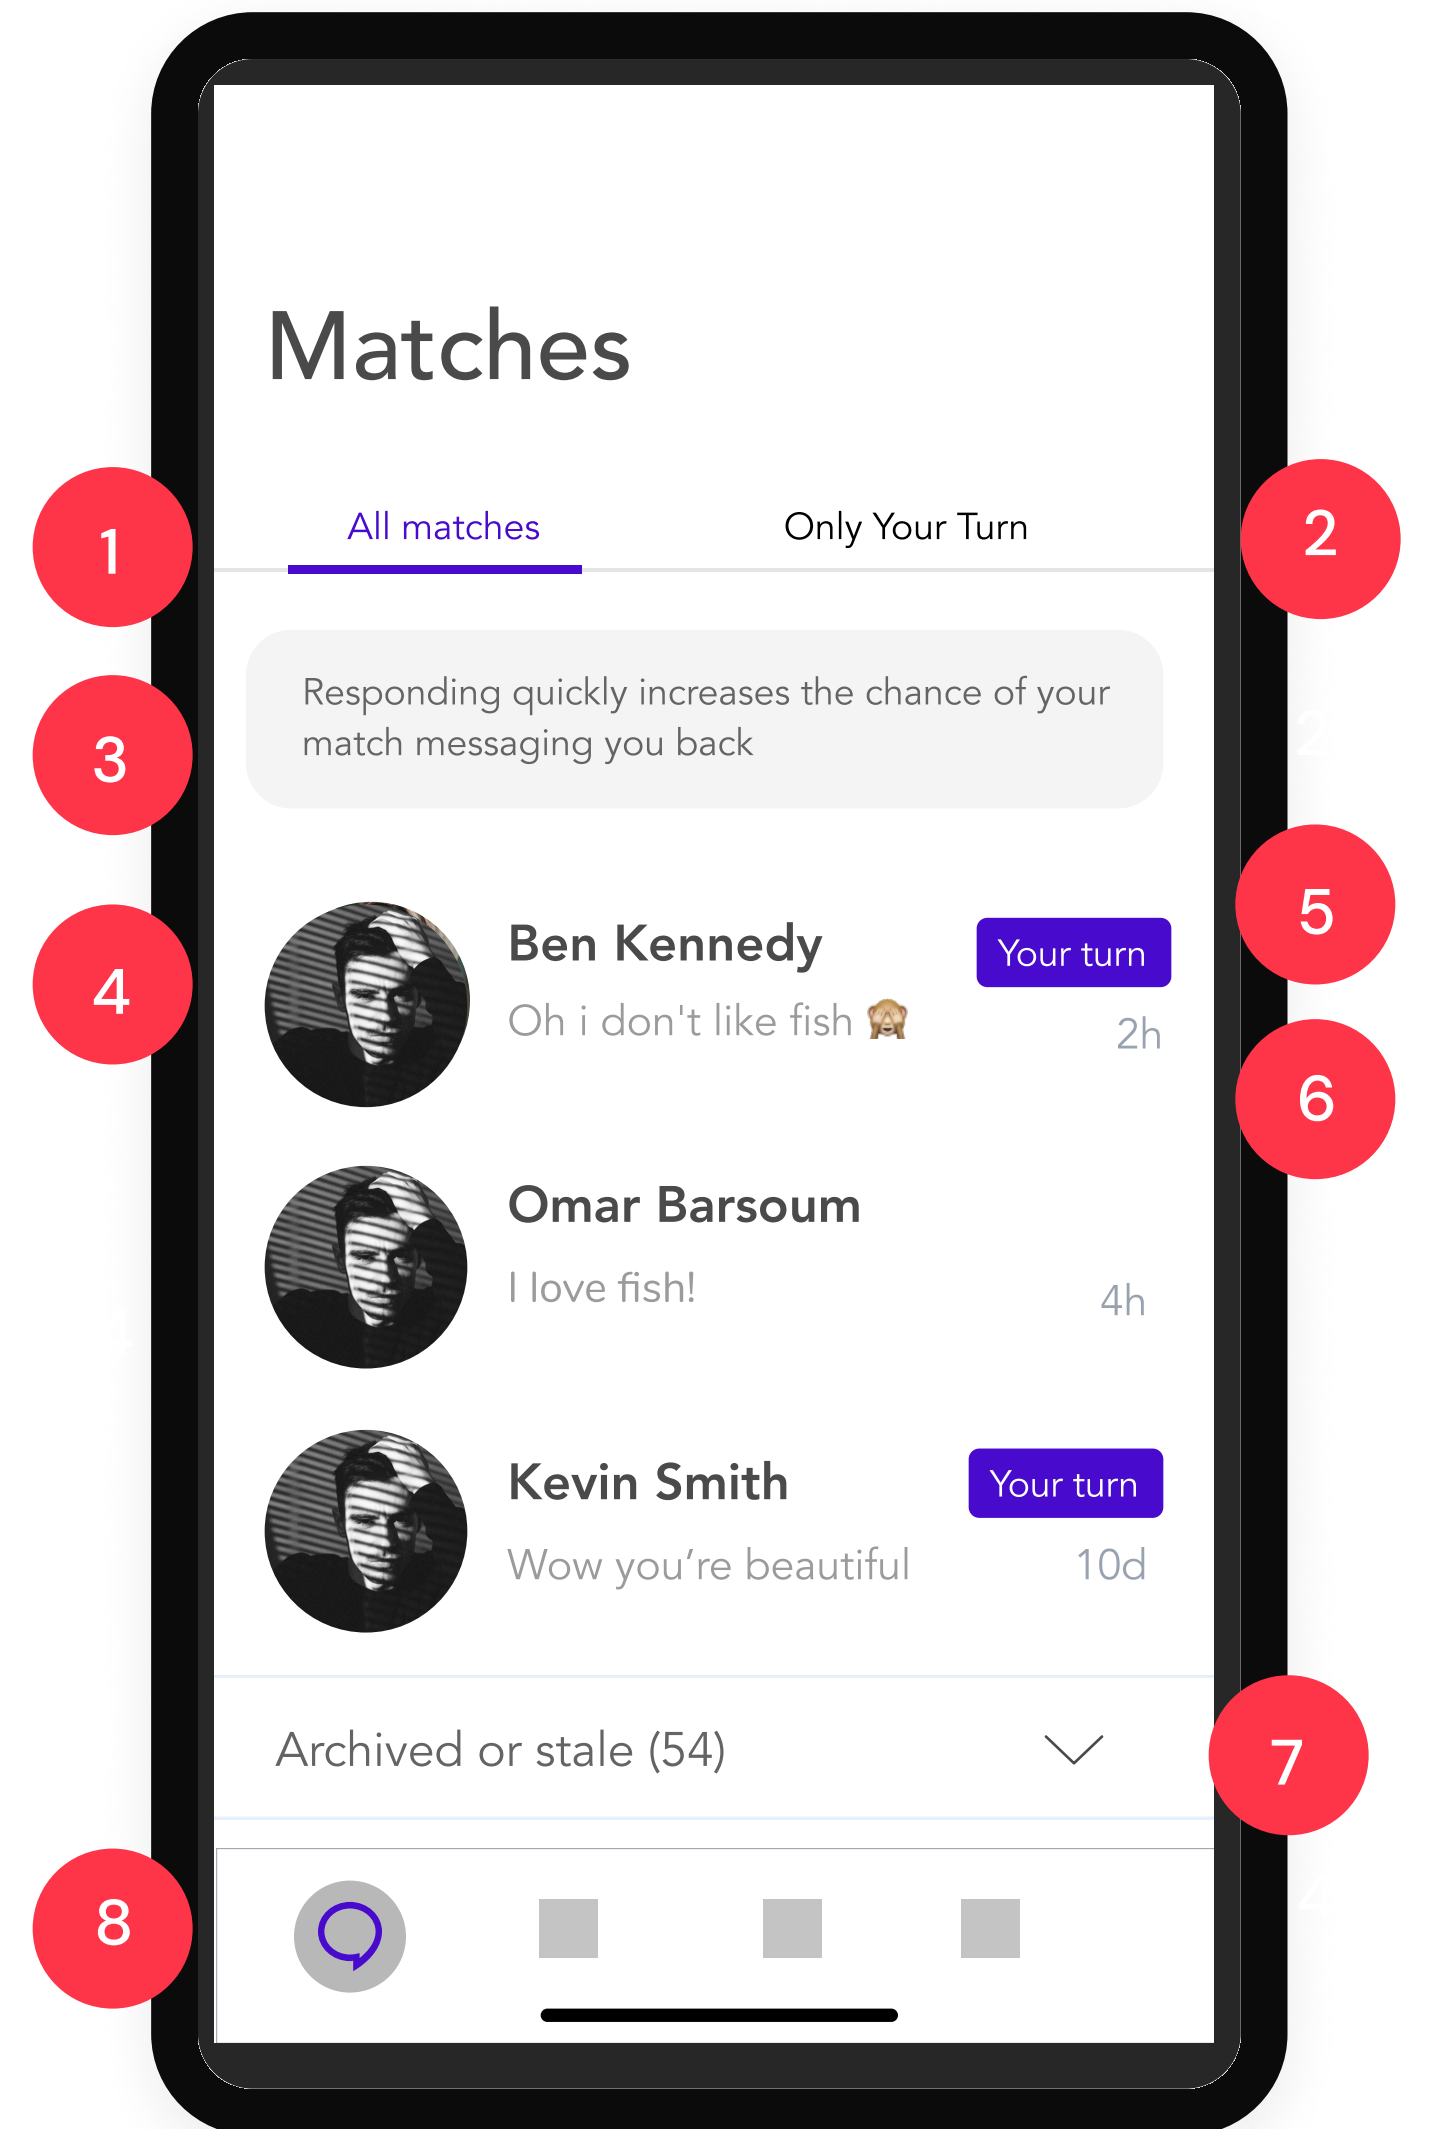 Matches
1
All matches
Only Your Turn
2
3
Responding quickly increases the chance of your
match messaging you back
2
4
Ben Kennedy
Your turn
5
Oh i don't like fish 🙈
2h
6
Omar Barsoum
I love fish!
4h
Kevin Smith
Your turn
Wow you’re beautiful
10d
Archived or stale (54)
7
8